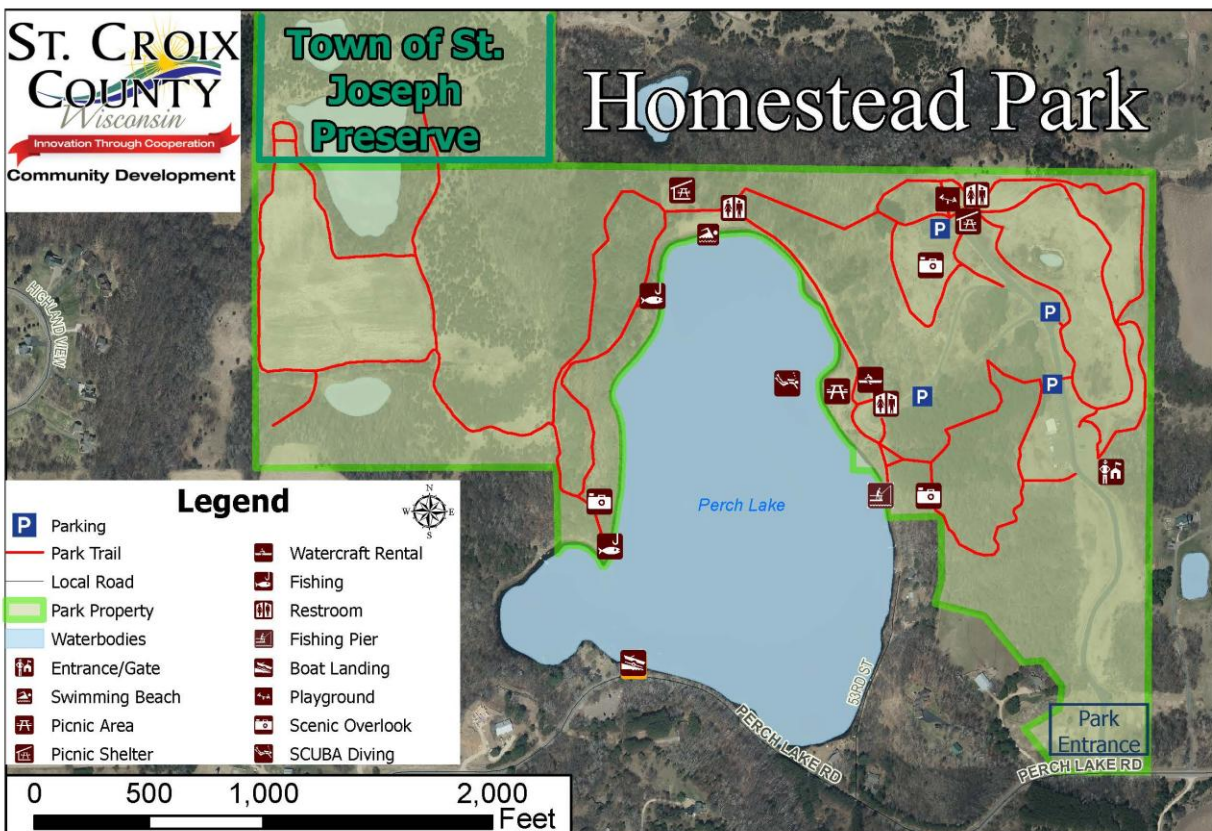 ST. CROIX
COUNTY
Wisconsin
Innovation Through Cooperation
Community Development
Town of St.
Joseph
Preserve
Homestead Park
HIGHLAND VIEW
P
P
P
P
Perch Lake
53RD ST
PERCH LAKE RD
PERCH LAKE RD
Park
Entrance
Legend
N
W E
S
P Parking
Park Trail
Local Road
Park Property
Waterbodies
Entrance/Gate
Swimming Beach
Picnic Area
Picnic Shelter
Watercraft Rental
Fishing
Restroom
Fishing Pier
Boat Landing
Playground
Scenic Overlook
SCUBA Diving
0 500 1,000 2,000
Feet